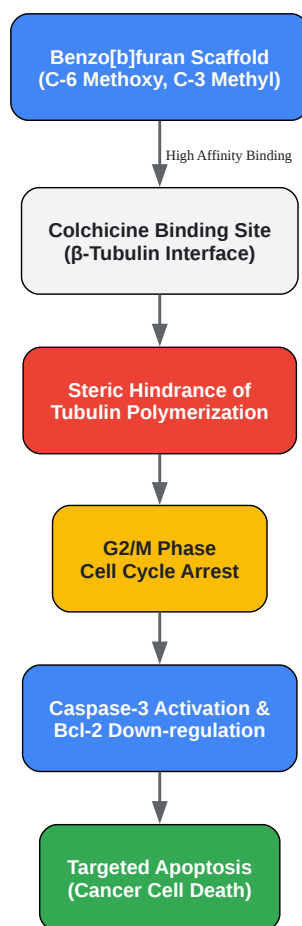 Benzo[b]furan Scaffold
(C-6 Methoxy, C-3 Methyl)
High Affinity Binding
Colchicine Binding Site
(β-Tubulin Interface)
Steric Hindrance of
Tubulin Polymerization
G2/M Phase
Cell Cycle Arrest
Caspase-3 Activation &
Bcl-2 Down-regulation
Targeted Apoptosis
(Cancer Cell Death)